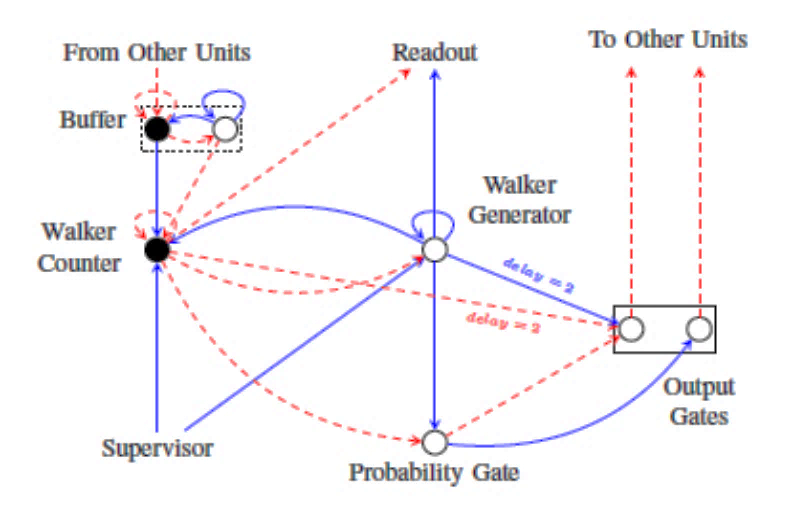 From Other Units
Readout
To Other Units
Buffer
Walker
Generator
Walker
Counter
delay = 2
delay = 2
Output
Gates
Supervisor
Probability Gate